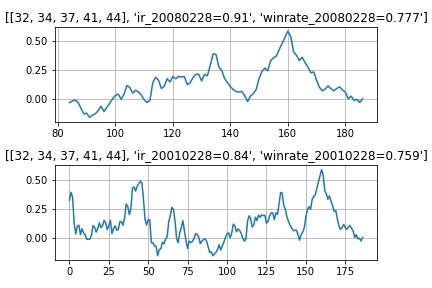 [[32, 34, 37, 41, 44], 'ir_20080228=0.91', 'winrate_20080228=0.777']
0.50
0.25
0.00
80 100 120 140 160 180
[[32, 34, 37, 41, 44], 'ir_20010228=0.84', 'winrate_20010228=0.759']
0.50
0.25
0.00
0 25 50 75 100 125 150 175